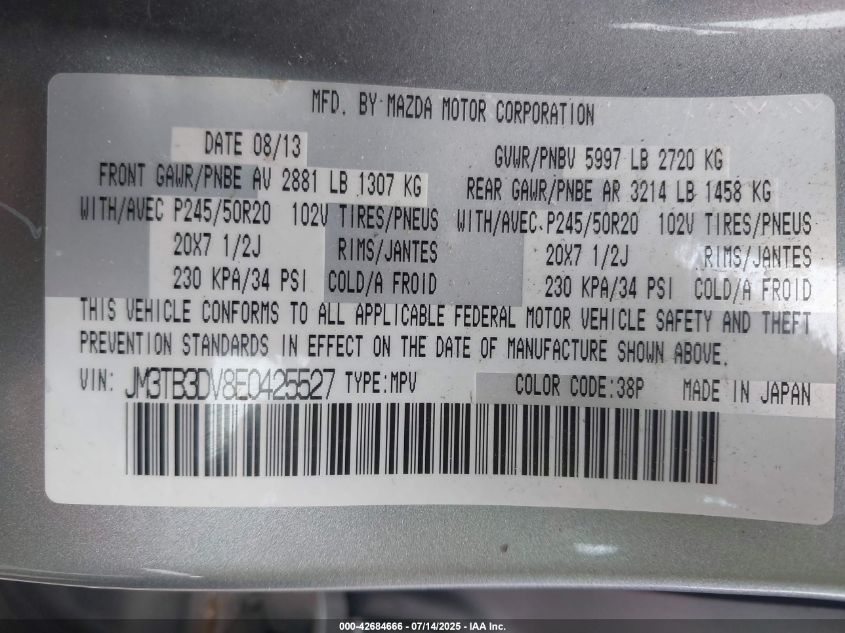 MFD. BY MAZDA MOTOR CORPORATION
DATE 08/13 GVWR/PNBV 5997 LB 2720 KG
FRONT GAWR/PNBE AV 2881 LB 1307 KG REAR GAWR/PNBE AR 3214 LB 1458 KG
WITH/AVEC P245/50R20 102V TIRES/PNEUS WITH/AVEC P245/50R20 102V TIRES/PNEUS
20X7 1/2J RIMS/JANTES 20X7 1/2J RIMS/JANTES
230 KPA/34 PSI COLD/A FROID 230 KPA/34 PSI COLD/A FROID
THIS VEHICLE CONFORMS TO ALL APPLICABLE FEDERAL MOTOR VEHICLE SAFETY AND THEFT
PREVENTION STANDARDS IN EFFECT ON THE DATE OF MANUFACTURE SHOWN ABOVE.
VIN: JM3TB3DV8E0425527 TYPE:MPV COLOR CODE:38P MADE IN JAPAN
000-42684666 - 07/14/2025 - IAA Inc.